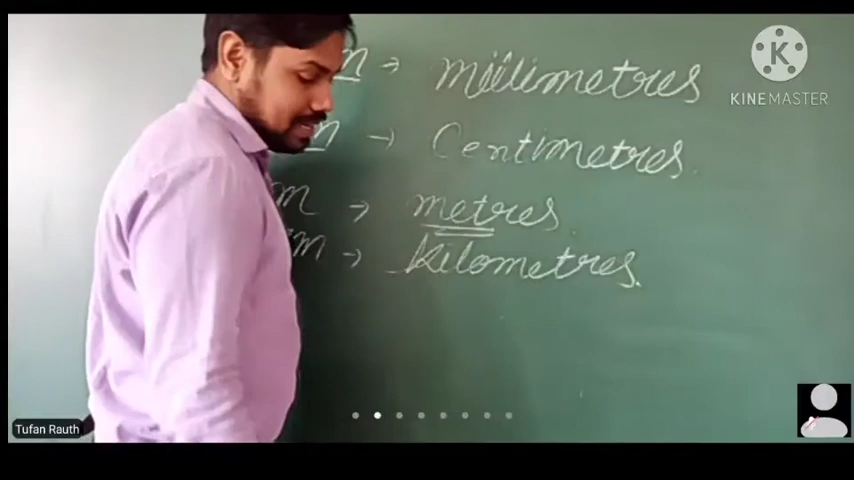 m → millimetres
m → Centimetres
m → metres
m → kilometres.
KINEMASTER
Tufan Rauth